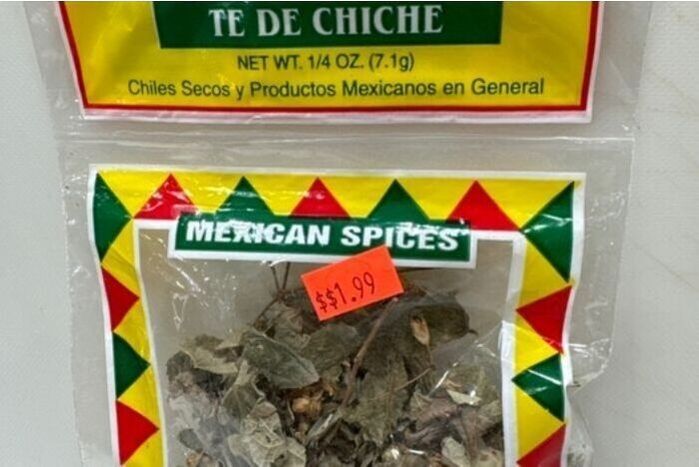 TE DE CHICHE
NET WT. 1/4 OZ. (7.1g)
Chiles Secos y Productos Mexicanos en General
MEXICAN SPICES
$$1.99